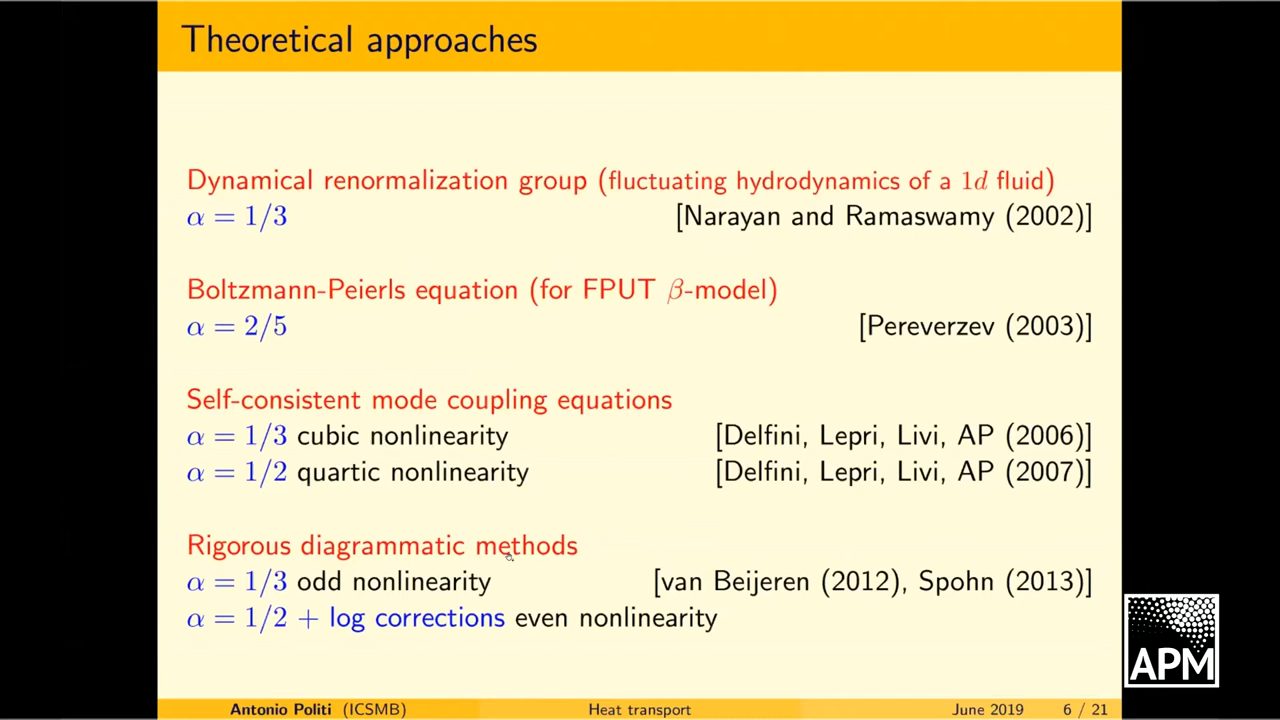 Theoretical approaches
Dynamical renormalization group (fluctuating hydrodynamics of a 1d fluid)
α = 1/3 [Narayan and Ramaswamy (2002)]
Boltzmann-Peierls equation (for FPUT β-model)
α = 2/5 [Pereverzev (2003)]
Self-consistent mode coupling equations
α = 1/3 cubic nonlinearity [Delfini, Lepri, Livi, AP (2006)]
α = 1/2 quartic nonlinearity [Delfini, Lepri, Livi, AP (2007)]
Rigorous diagrammatic methods
α = 1/3 odd nonlinearity [van Beijeren (2012), Spohn (2013)]
α = 1/2 + log corrections even nonlinearity
APM
Antonio Politi (ICSMB) Heat transport June 2019 6 / 21